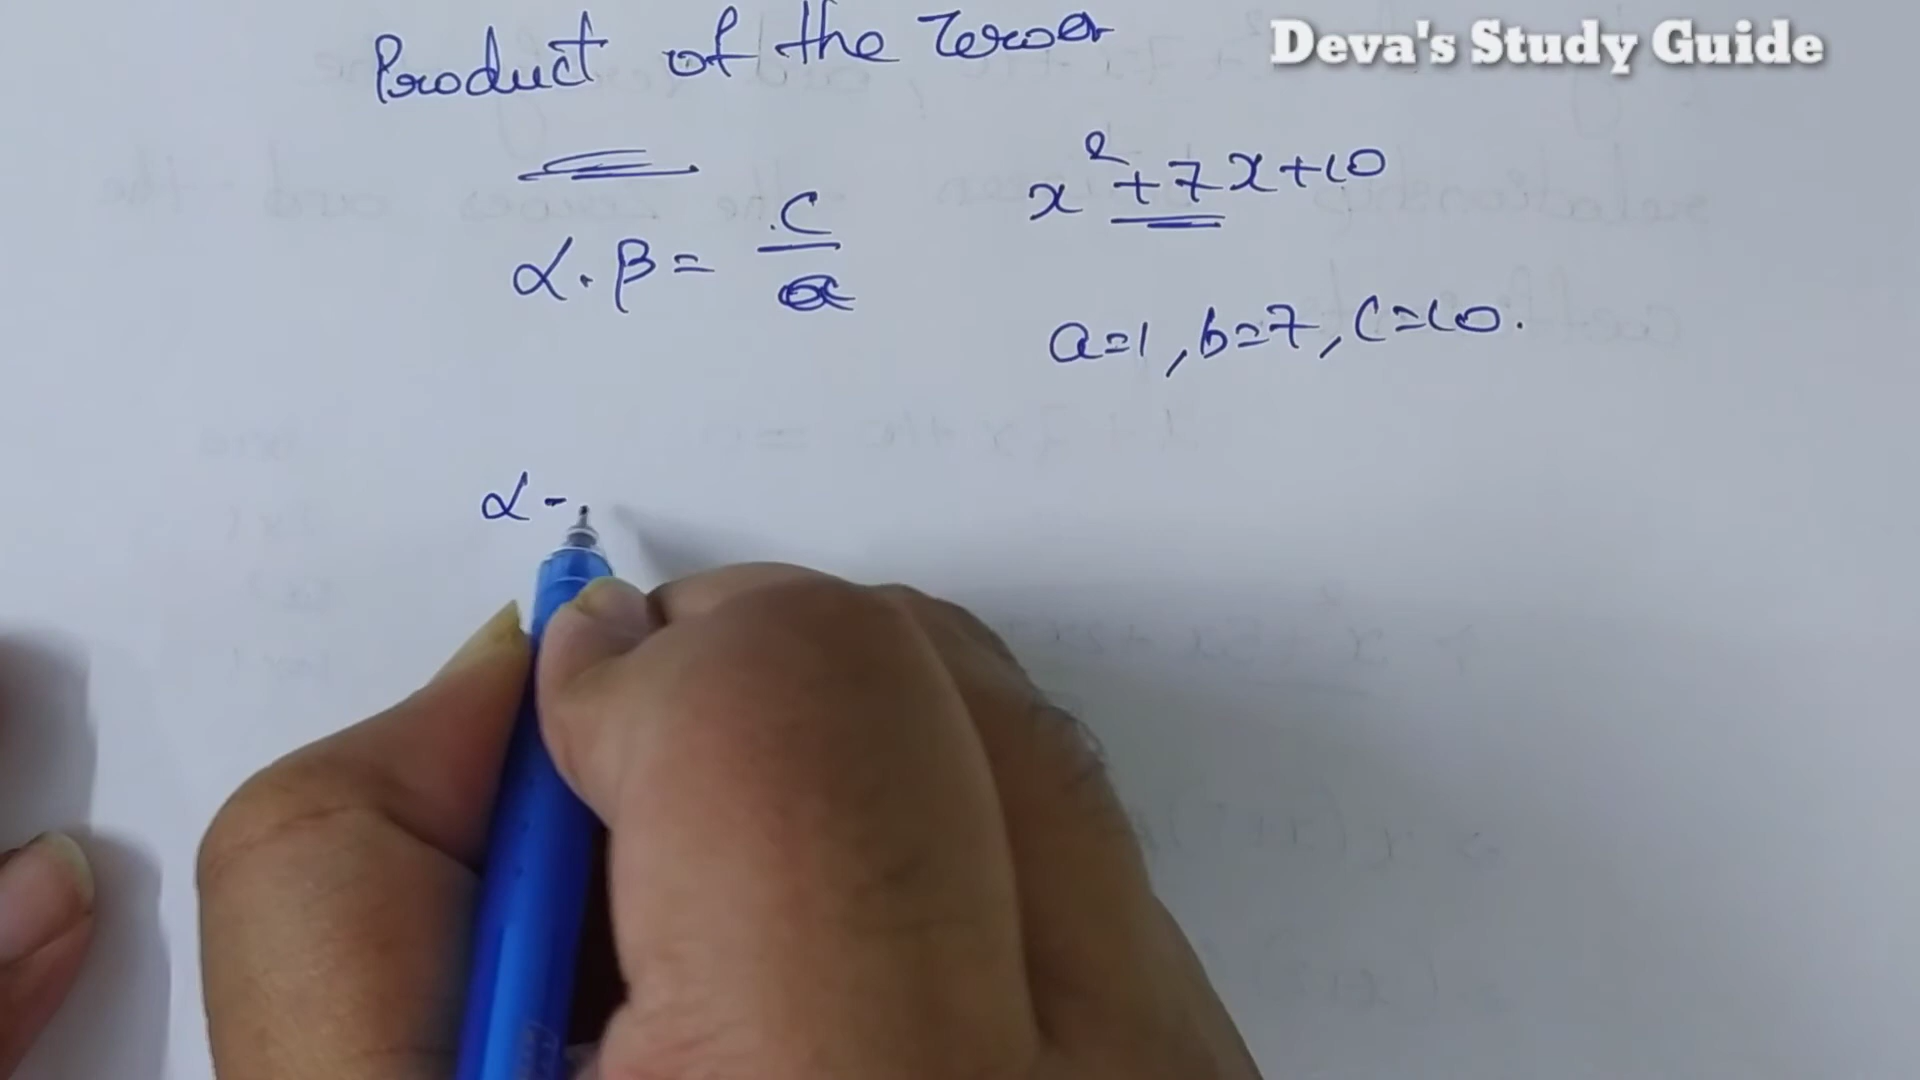 Product of the Zeroes
Deva's Study Guide
x² + 7x + 10
α . β = c/a
a=1, b=7, c=10.
α -